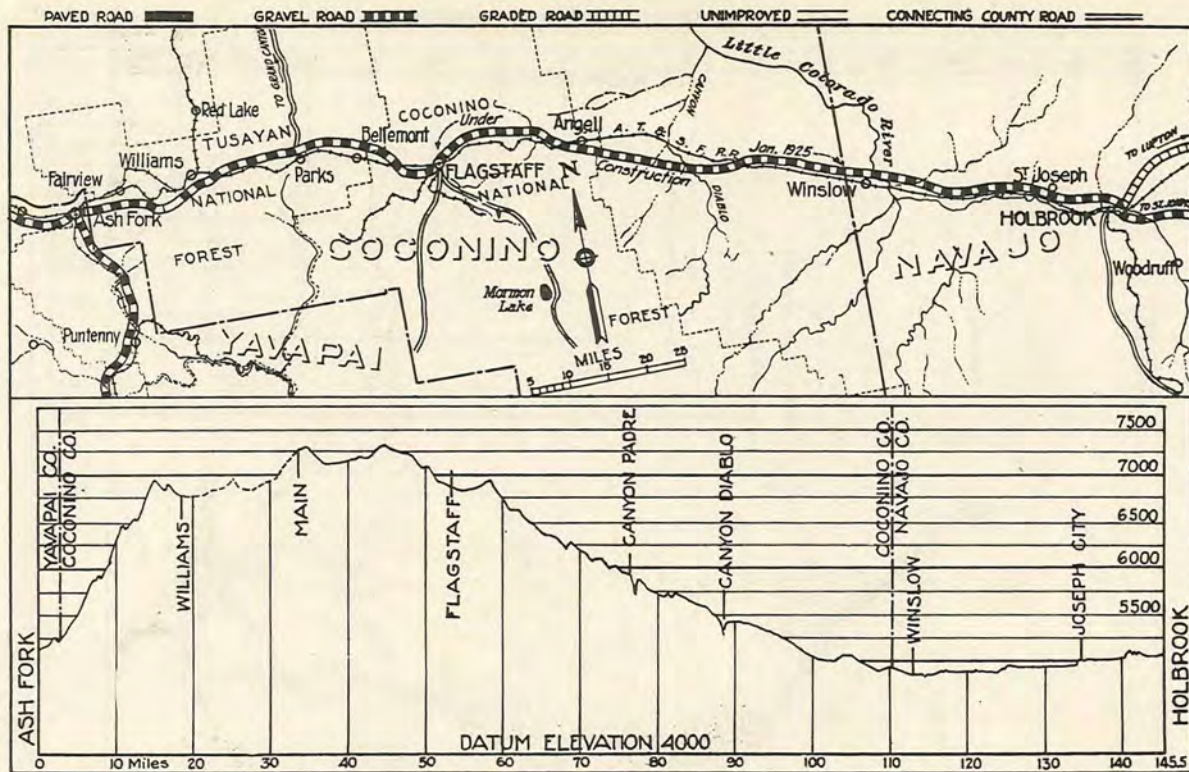 PAVED ROAD GRAVEL ROAD GRADED ROAD UNIMPROVED CONNECTING COUNTY ROAD
TO GRAND CANYON
Little Colorado River
CANYON
DIABLO
Red Lake
TUSAYAN
COCONINO
Under
Construction
Jan. 1925
Bellemont
Angell
A. T. & S. F. R.R.
Williams
Fairview
Parks
FLAGSTAFF
NATIONAL
NATIONAL
N
Winslow
ST. JOSEPH
TO LUPTON
HOLBROOK
Ash Fork
FOREST
COCONINO
NAVAJO
Woodruff
Mormon
Lake
FOREST
Puntenny
YAVAPAI
MILES
5 10 15 20 25
7500
7000
6500
6000
5500
YAVAPAI CO.
COCONINO CO.
WILLIAMS
MAIN
FLAGSTAFF
CANYON PADRE
CANYON DIABLO
COCONINO CO.
NAVAJO CO.
WINSLOW
JOSEPH CITY
ASH FORK
HOLBROOK
DATUM ELEVATION 4000
0 10 Miles 20 30 40 50 60 70 80 90 100 110 120 130 140 145.5